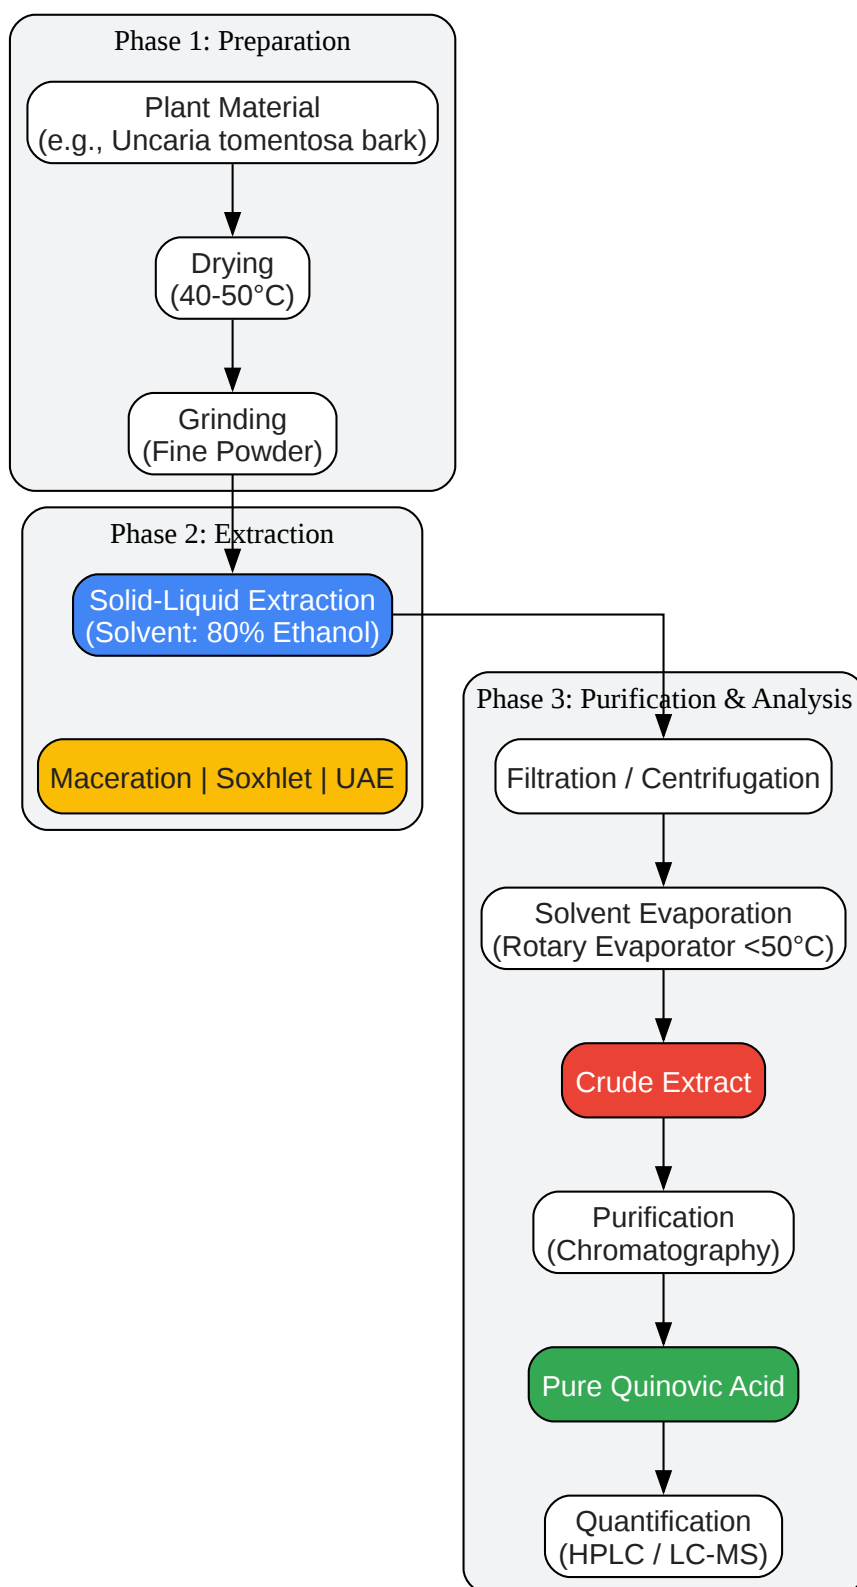 Phase 1: Preparation
Plant Material
(e.g., Uncaria tomentosa bark)
Drying
(40-50°C)
Grinding
(Fine Powder)
Phase 2: Extraction
Solid-Liquid Extraction
(Solvent: 80% Ethanol)
Maceration | Soxhlet | UAE
Phase 3: Purification & Analysis
Filtration / Centrifugation
Solvent Evaporation
(Rotary Evaporator <50°C)
Crude Extract
Purification
(Chromatography)
Pure Quinovic Acid
Quantification
(HPLC / LC-MS)